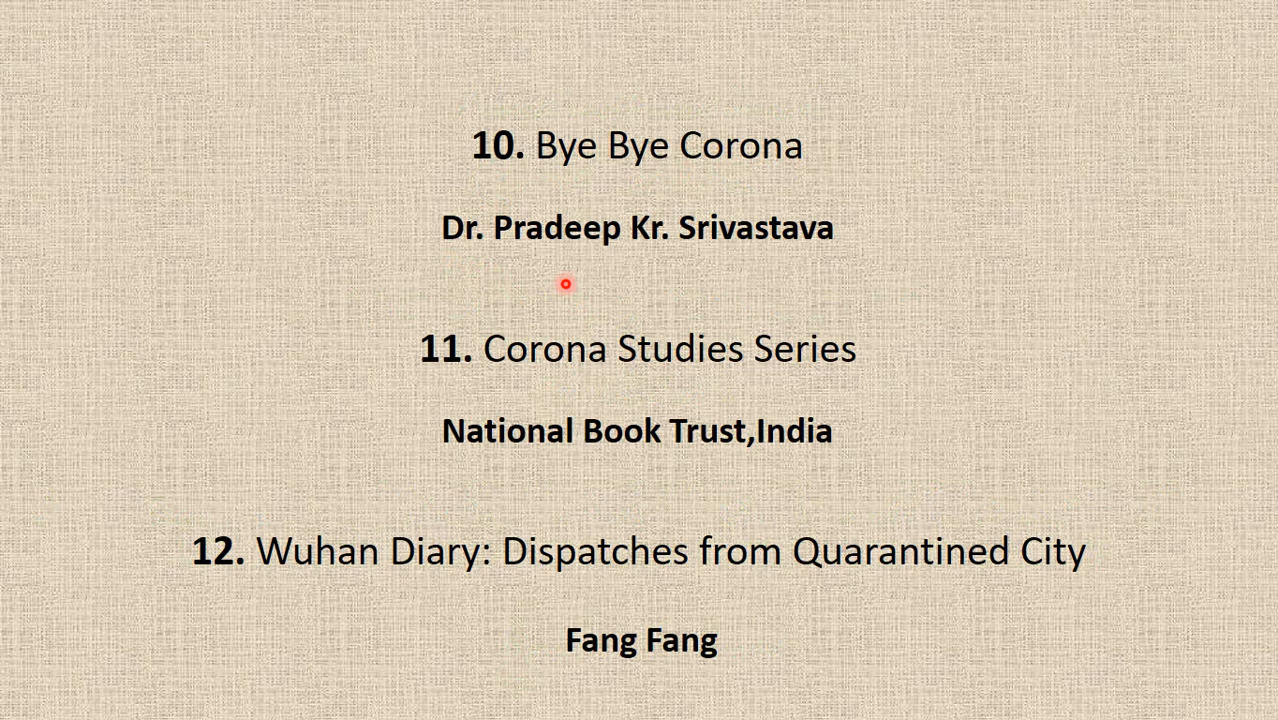 10. Bye Bye Corona
Dr. Pradeep Kr. Srivastava
11. Corona Studies Series
National Book Trust,India
12. Wuhan Diary: Dispatches from Quarantined City
Fang Fang